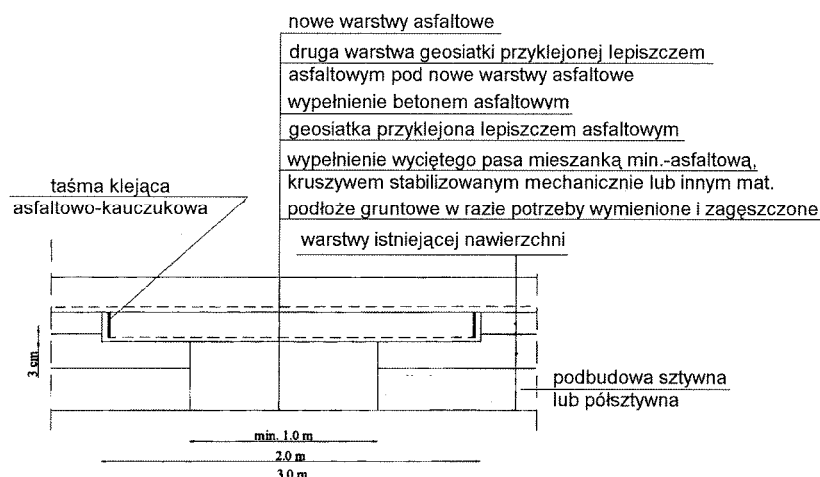 nowe warstwy asfaltowe
druga warstwa geosiatki przyklejonej lepiszczem
asfaltowym pod nowe warstwy asfaltowe
wypełnienie betonem asfaltowym
geosiatka przyklejona lepiszczem asfaltowym
wypełnienie wyciętego pasa mieszanką min.-asfaltową,
kruszywem stabilizowanym mechanicznie lub innym mat.
podłoże gruntowe w razie potrzeby wymienione i zagęszczone
warstwy istniejącej nawierzchni
taśma klejąca
asfaltowo-kauczukowa
3 cm
podbudowa sztywna
lub półsztywna
min. 1.0 m
2.0 m
3.0 m